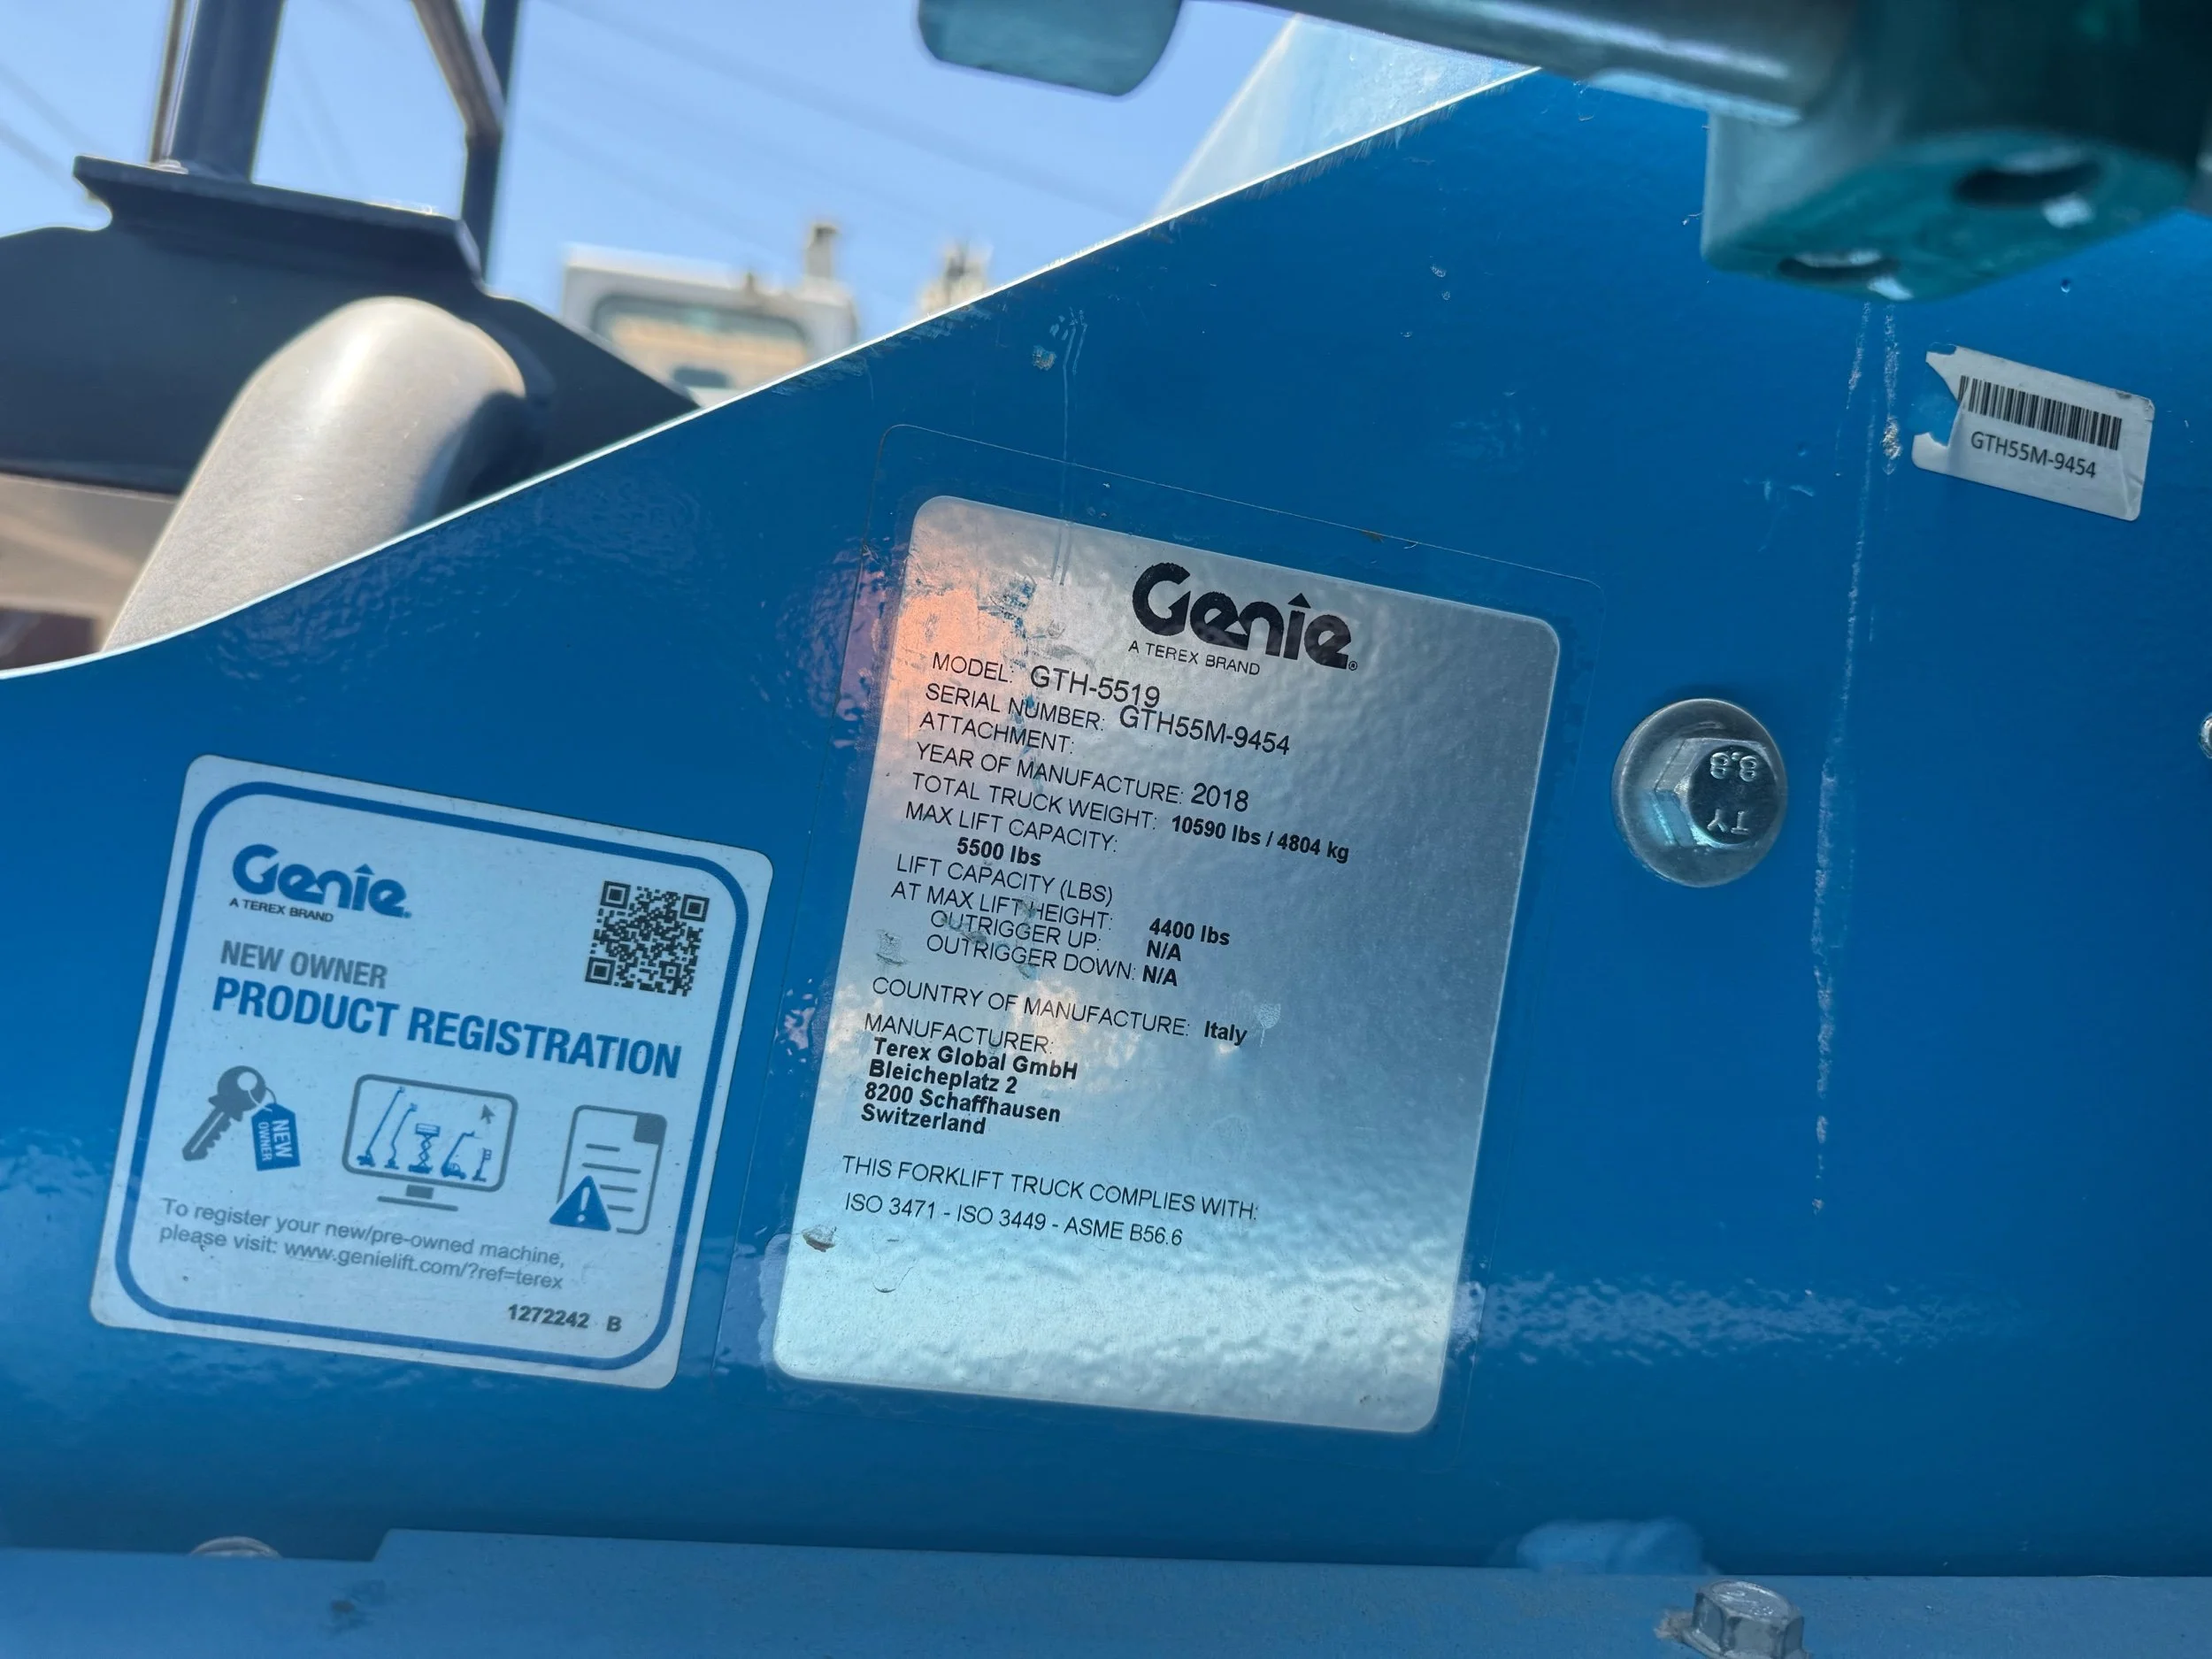 GTH55M-9454
Genie®
A TEREX BRAND
MODEL: GTH-5519
SERIAL NUMBER: GTH55M-9454
ATTACHMENT:
YEAR OF MANUFACTURE: 2018
TOTAL TRUCK WEIGHT: 10590 lbs / 4804 kg
MAX LIFT CAPACITY:
5500 lbs
LIFT CAPACITY (LBS)
AT MAX LIFT HEIGHT: 4400 lbs
OUTRIGGER UP: N/A
OUTRIGGER DOWN: N/A
COUNTRY OF MANUFACTURE: Italy
MANUFACTURER:
Terex Global GmbH
Bleicheplatz 2
8200 Schaffhausen
Switzerland
THIS FORKLIFT TRUCK COMPLIES WITH:
ISO 3471 - ISO 3449 - ASME B56.6
8.8
TY
Genie®
A TEREX BRAND
NEW OWNER
PRODUCT REGISTRATION
NEW
OWNER
To register your new/pre-owned machine,
please visit: www.genielift.com/?ref=terex
1272242 B